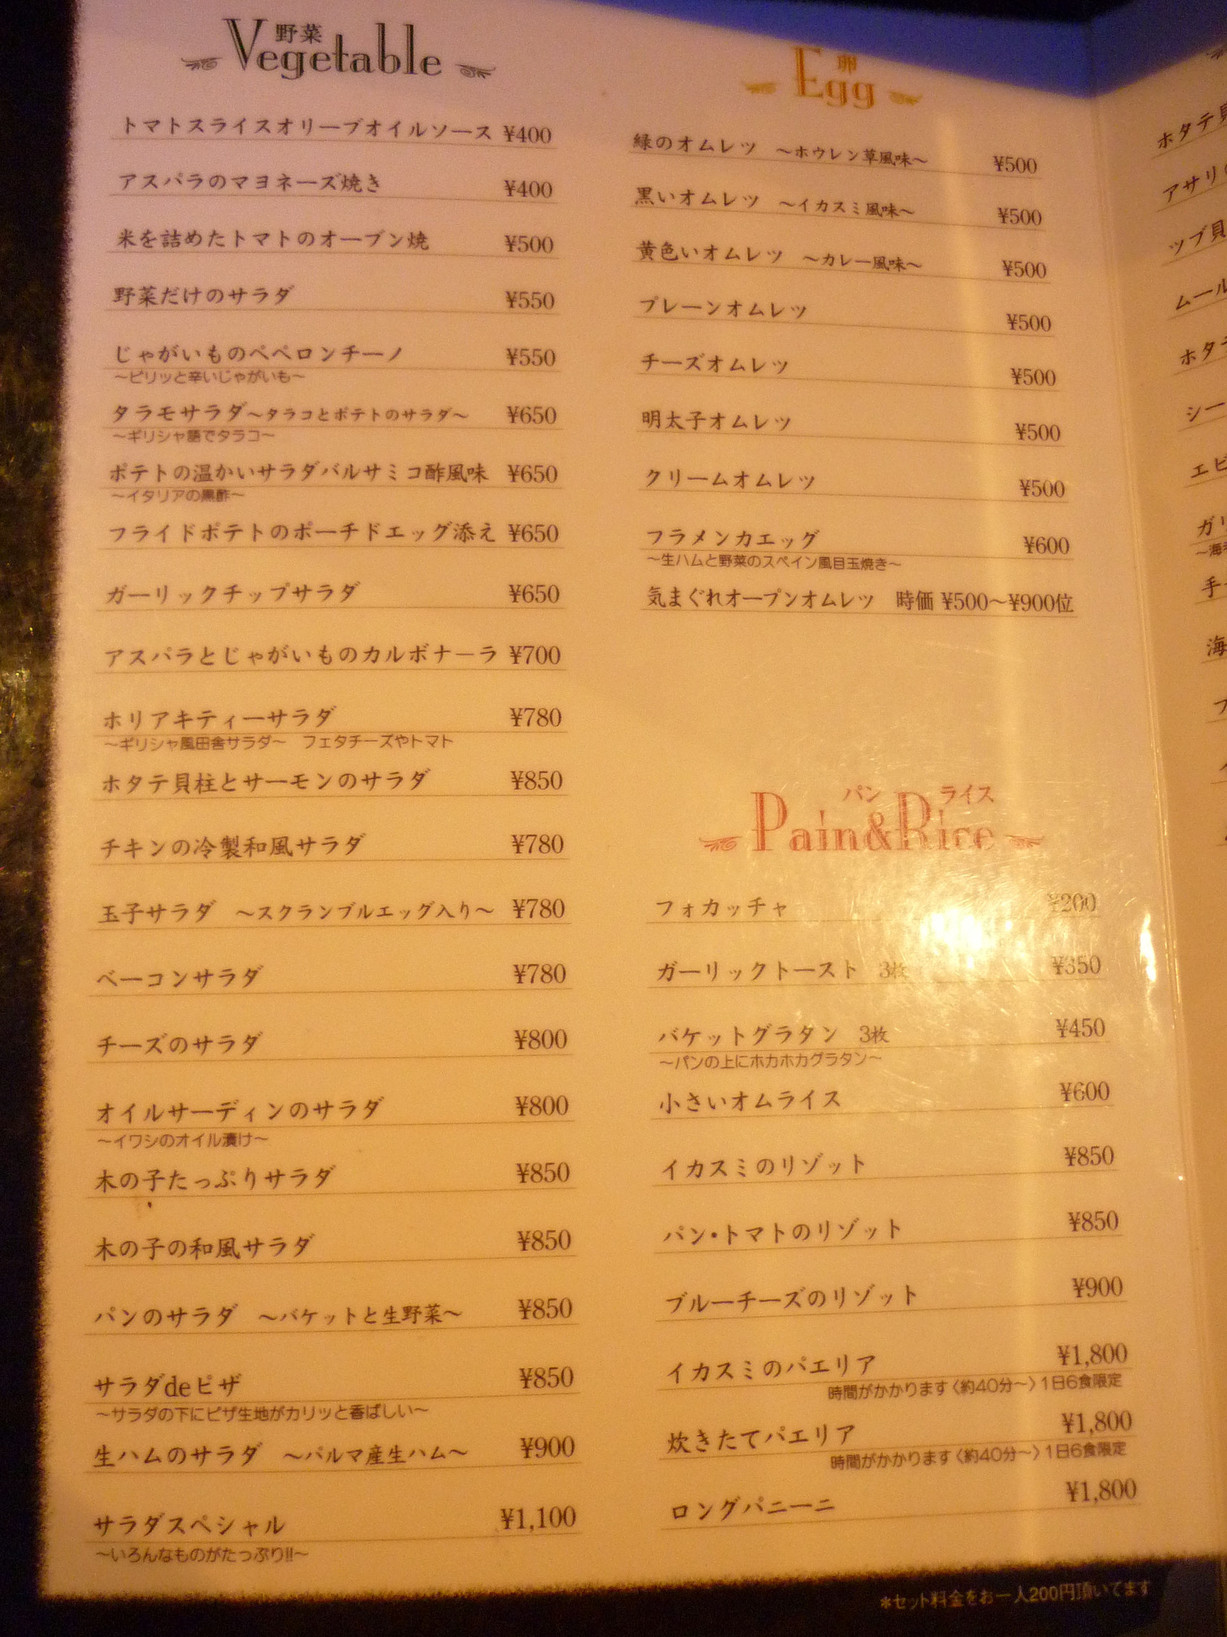 野菜
Vegetable
トマトスライスオリーブオイルソース ¥400
アスパラのマヨネーズ焼き ¥400
米を詰めたトマトのオーブン焼 ¥500
野菜だけのサラダ ¥550
じゃがいものペペロンチーノ ¥550
〜ピリッと辛いじゃがいも〜
タラモサラダ〜タラコとポテトのサラダ〜 ¥650
〜ギリシャ語でタラコ〜
ポテトの温かいサラダバルサミコ酢風味 ¥650
〜イタリアの黒酢〜
フライドポテトのポーチドエッグ添え ¥650
ガーリックチップサラダ ¥650
アスパラとじゃがいものカルボナーラ ¥700
ホリアキティーサラダ ¥780
〜ギリシャ風田舎サラダ〜 フェタチーズやトマト
ホタテ貝柱とサーモンのサラダ ¥850
チキンの冷製和風サラダ ¥780
玉子サラダ 〜スクランブルエッグ入り〜 ¥780
ベーコンサラダ ¥780
チーズのサラダ ¥800
オイルサーディンのサラダ ¥800
〜イワシのオイル漬け〜
木の子たっぷりサラダ ¥850
木の子の和風サラダ ¥850
パンのサラダ 〜バケットと生野菜〜 ¥850
サラダdeピザ ¥850
〜サラダの下にピザ生地がカリッと香ばしい〜
生ハムのサラダ 〜パルマ産生ハム〜 ¥900
サラダスペシャル ¥1,100
〜いろんなものがたっぷり!!〜
卵
Egg
緑のオムレツ 〜ホウレン草風味〜 ¥500
黒いオムレツ 〜イカスミ風味〜 ¥500
黄色いオムレツ 〜カレー風味〜 ¥500
プレーンオムレツ ¥500
チーズオムレツ ¥500
明太子オムレツ ¥500
クリームオムレツ ¥500
フラメンカエッグ ¥600
〜生ハムと野菜のスペイン風目玉焼き〜
気まぐれオープンオムレツ 時価 ¥500〜¥900位
パン ライス
Pain&Rice
フォカッチャ ¥200
ガーリックトースト 3枚 ¥350
バケットグラタン 3枚 ¥450
〜パンの上にホカホカグラタン〜
小さいオムライス ¥600
イカスミのリゾット ¥850
パン・トマトのリゾット ¥850
ブルーチーズのリゾット ¥900
イカスミのパエリア ¥1,800
時間がかかります〈約40分〜〉1日6食限定
炊きたてパエリア ¥1,800
時間がかかります〈約40分〜〉1日6食限定
ロングパニーニ ¥1,800
*セット料金をお一人200円頂いてます
ホタテ貝
アサリ
ツブ貝
ムール
ホタテ
シー
エビ
ガリ
〜海
手
海